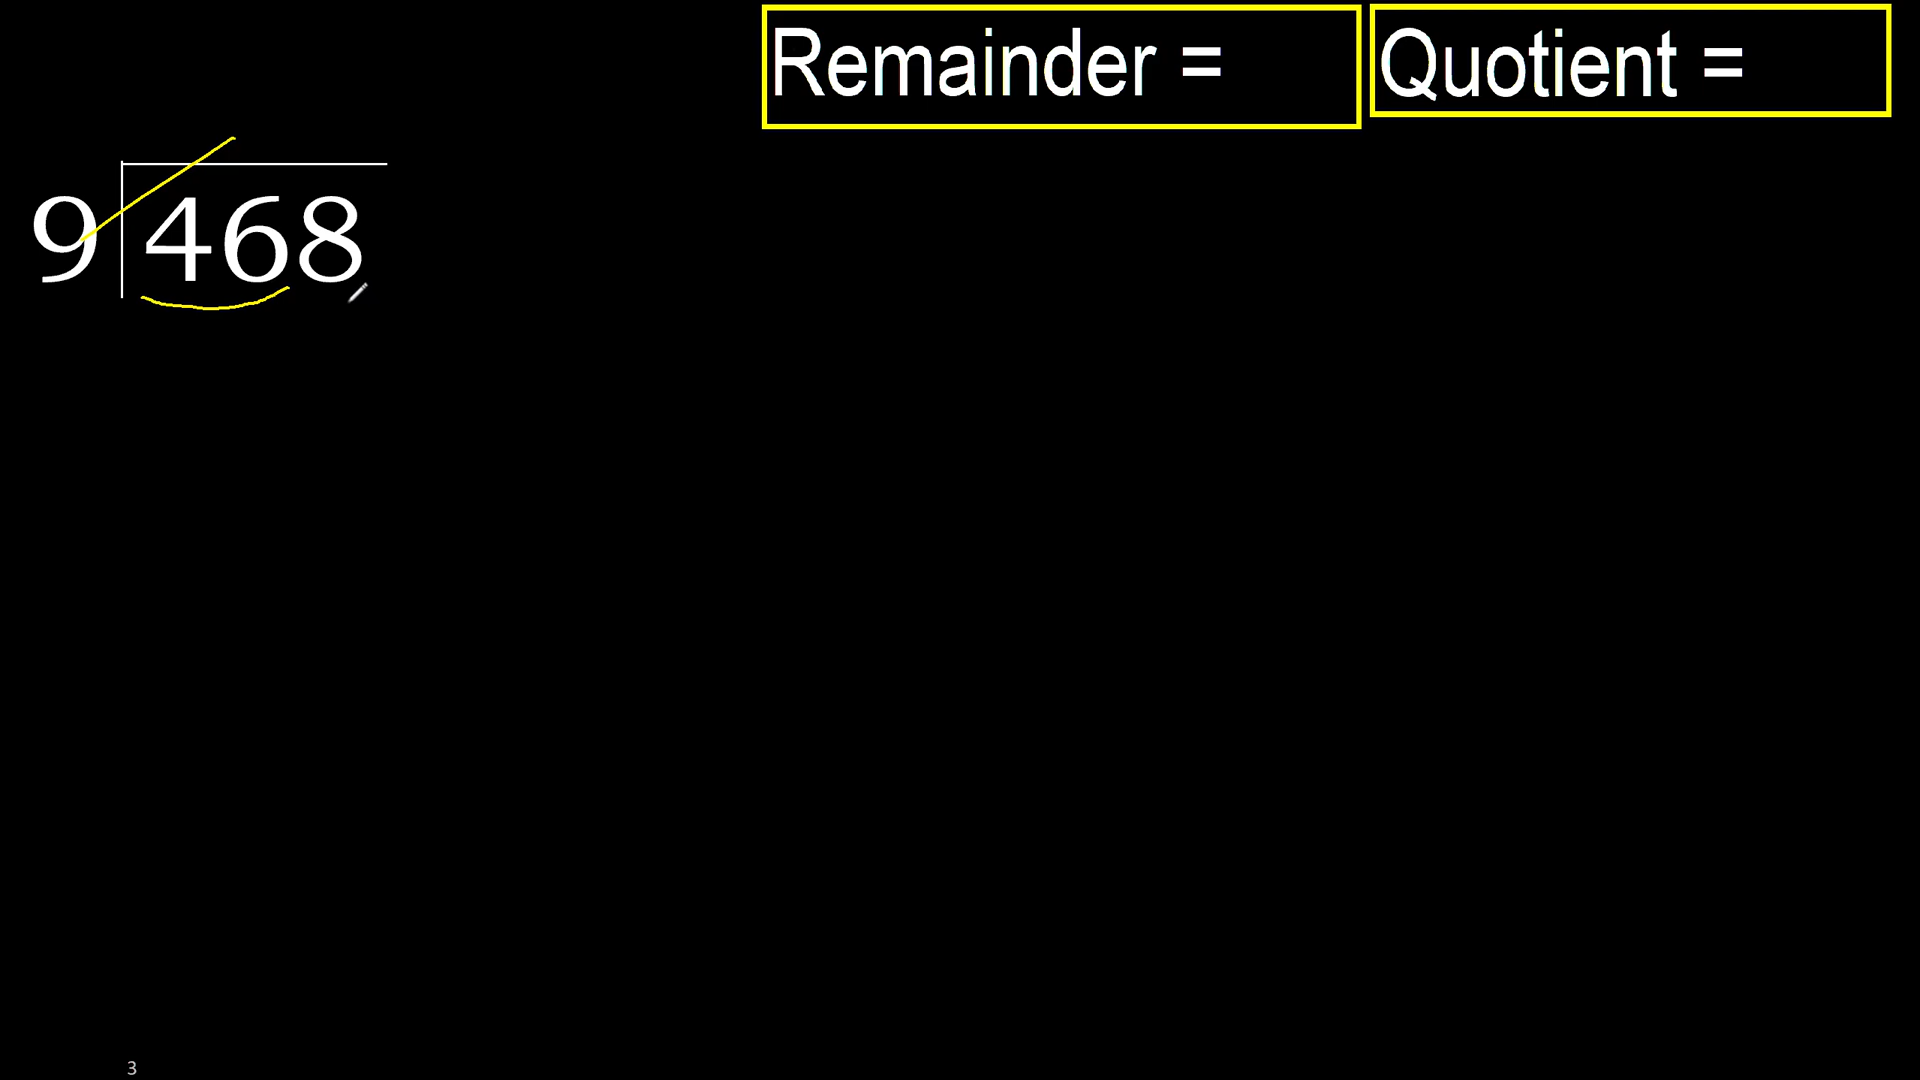 Remainder =
Quotient =
9 468
3